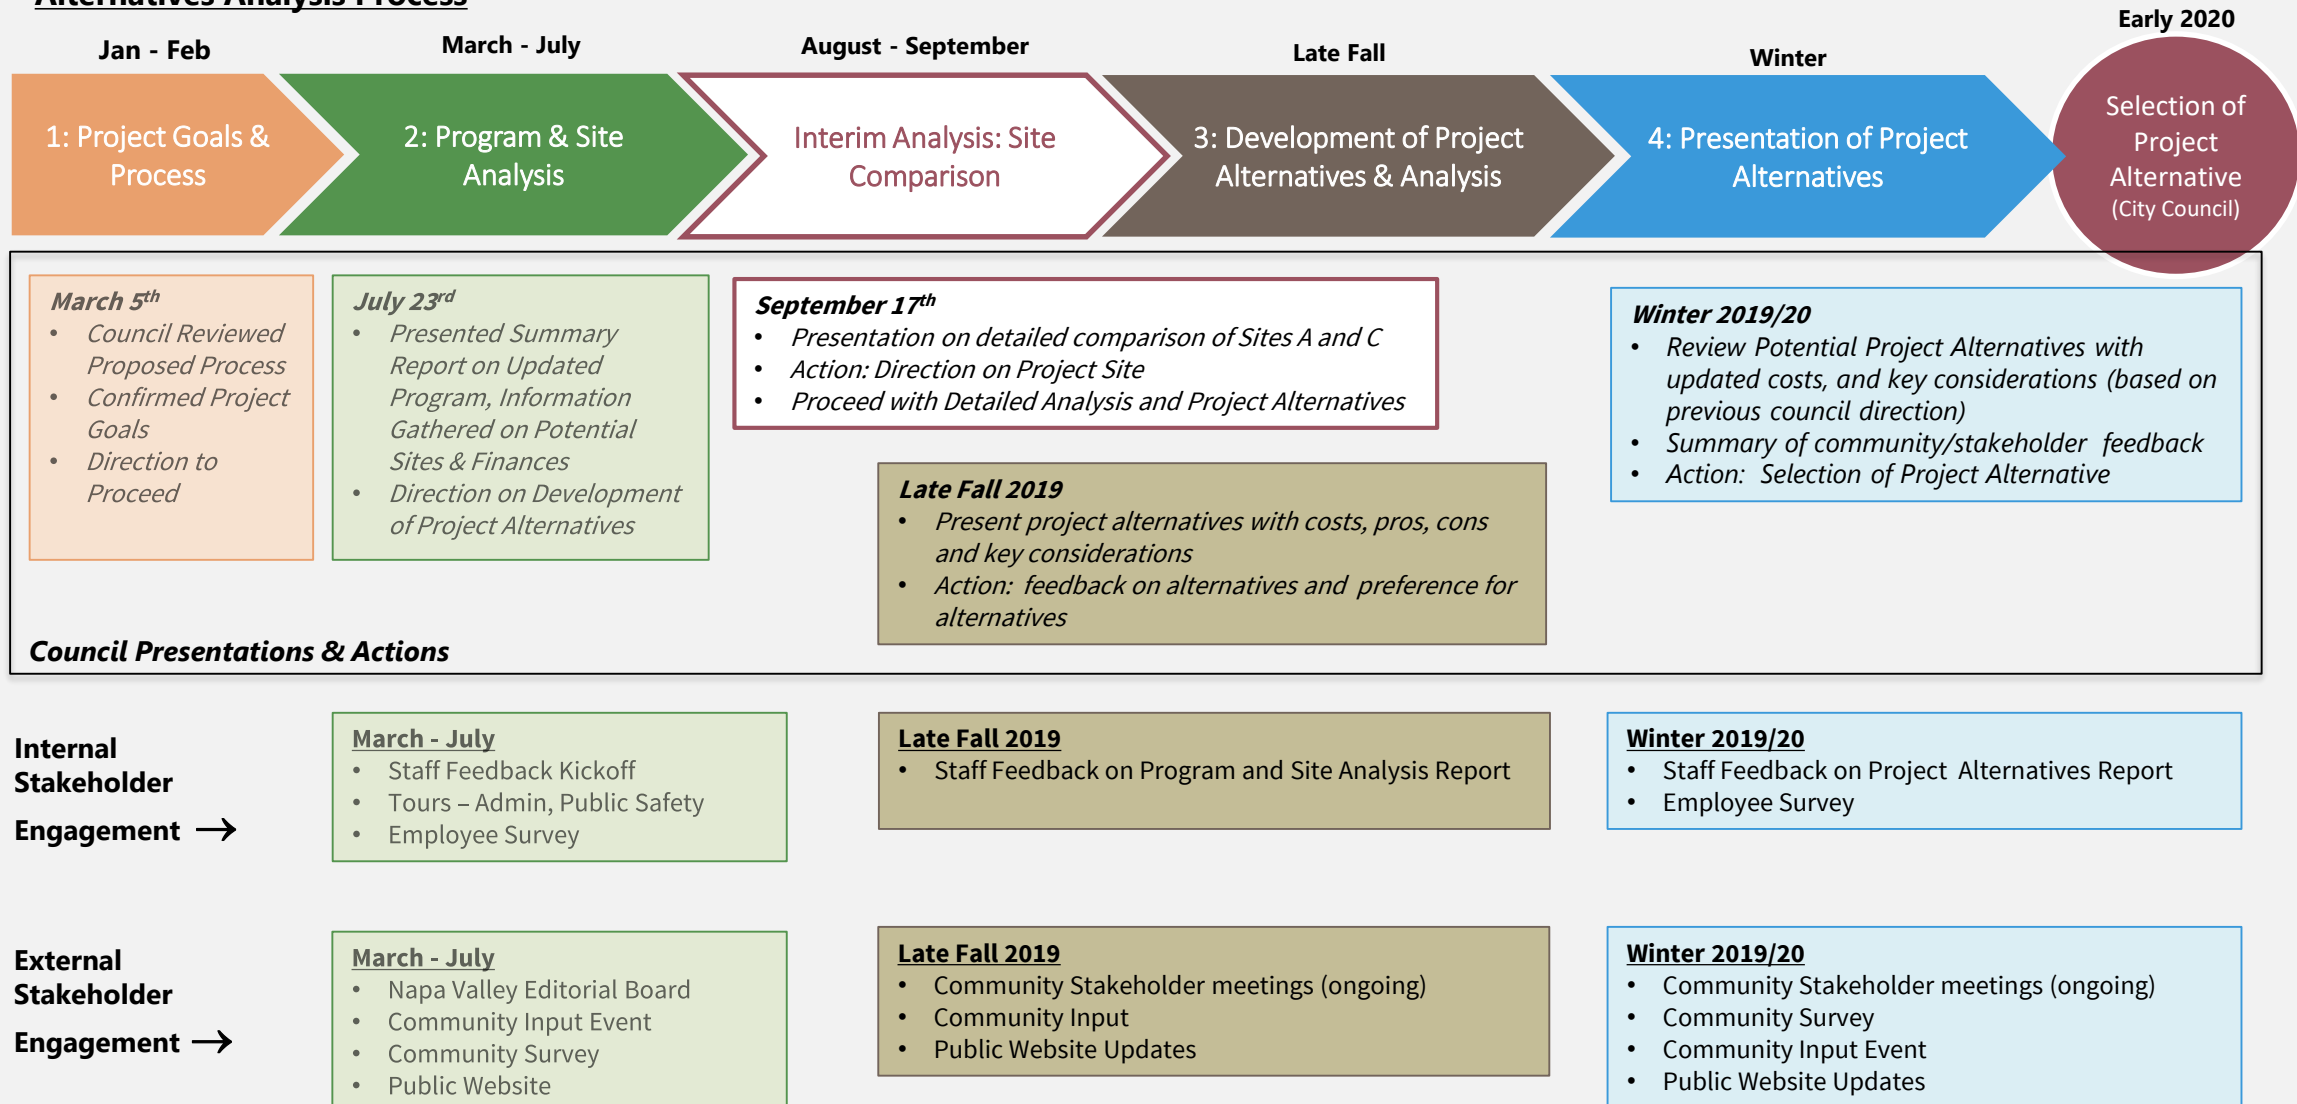 Alternatives Analysis Process
Jan - Feb
March - July
August - September
Late Fall
Winter
Early 2020
1: Project Goals &
Process
2: Program & Site
Analysis
Interim Analysis: Site
Comparison
3: Development of Project
Alternatives & Analysis
4: Presentation of Project
Alternatives
Selection of
Project
Alternative
(City Council)
March 5th
• Council Reviewed
Proposed Process
• Confirmed Project
Goals
• Direction to
Proceed
July 23rd
• Presented Summary
Report on Updated
Program, Information
Gathered on Potential
Sites & Finances
• Direction on Development
of Project Alternatives
September 17th
• Presentation on detailed comparison of Sites A and C
• Action: Direction on Project Site
• Proceed with Detailed Analysis and Project Alternatives
Late Fall 2019
• Present project alternatives with costs, pros, cons
and key considerations
• Action: feedback on alternatives and preference for
alternatives
Winter 2019/20
• Review Potential Project Alternatives with
updated costs, and key considerations (based on
previous council direction)
• Summary of community/stakeholder feedback
• Action: Selection of Project Alternative
Council Presentations & Actions
Internal
Stakeholder
Engagement →
March - July
• Staff Feedback Kickoff
• Tours – Admin, Public Safety
• Employee Survey
Late Fall 2019
• Staff Feedback on Program and Site Analysis Report
Winter 2019/20
• Staff Feedback on Project Alternatives Report
• Employee Survey
External
Stakeholder
Engagement →
March - July
• Napa Valley Editorial Board
• Community Input Event
• Community Survey
• Public Website
Late Fall 2019
• Community Stakeholder meetings (ongoing)
• Community Input
• Public Website Updates
Winter 2019/20
• Community Stakeholder meetings (ongoing)
• Community Survey
• Community Input Event
• Public Website Updates